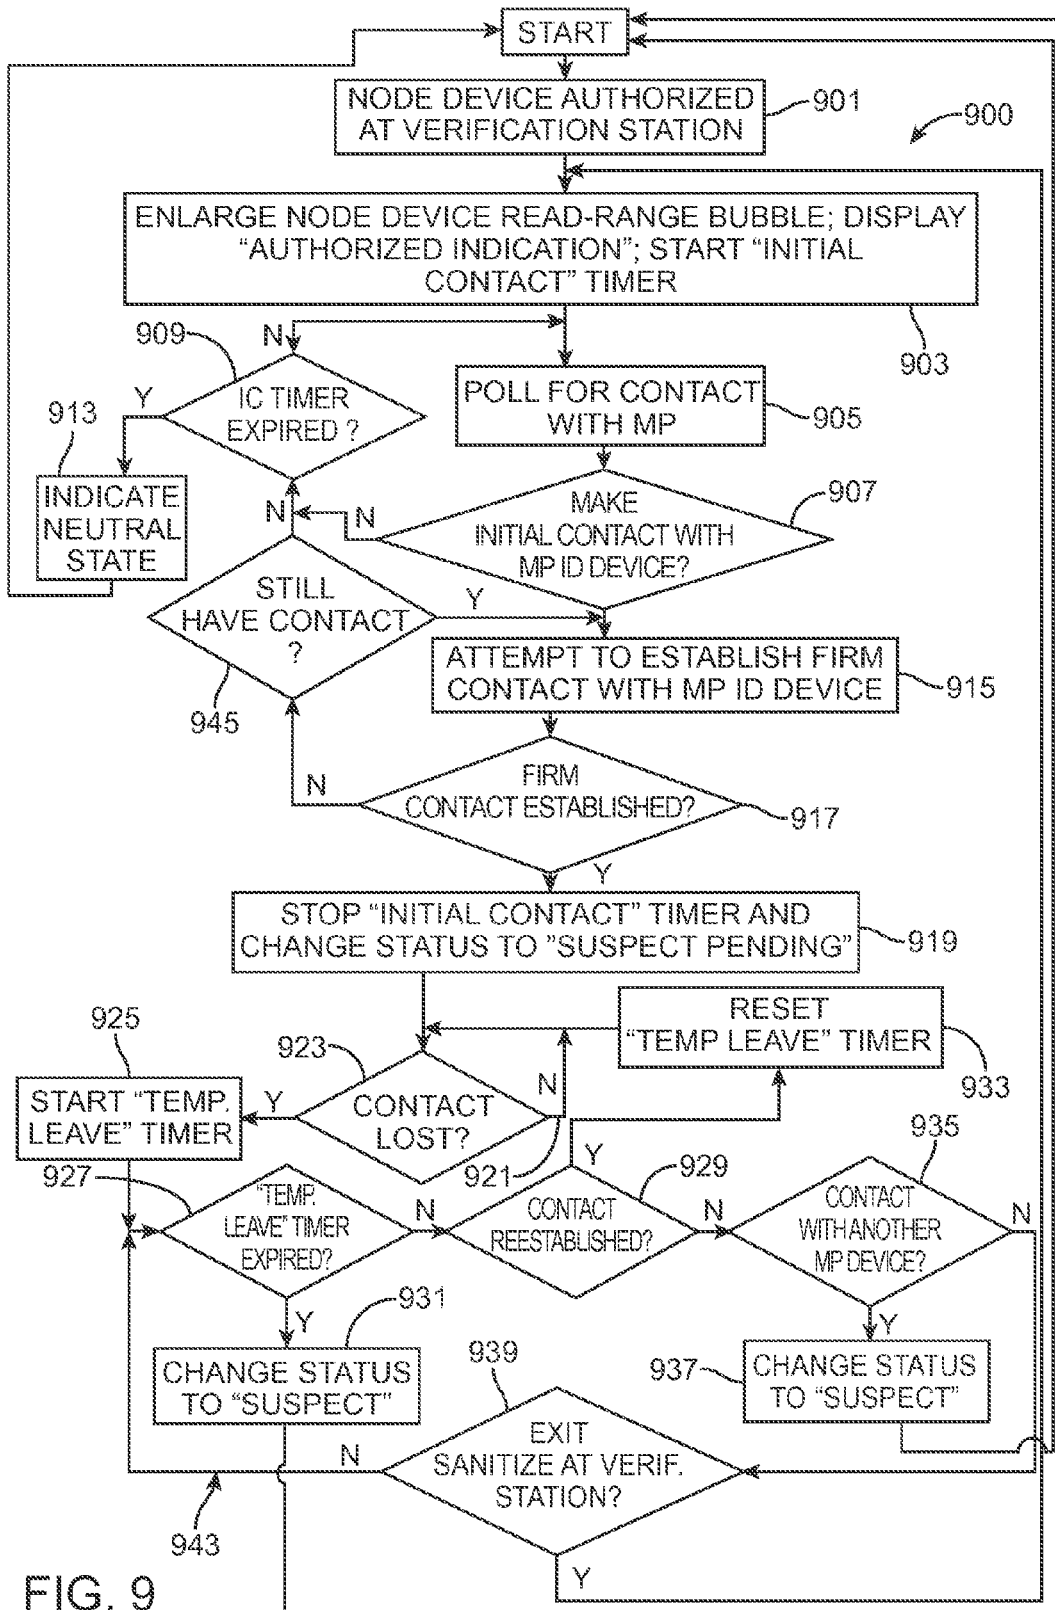 START
NODE DEVICE AUTHORIZED
AT VERIFICATION STATION
901
900
ENLARGE NODE DEVICE READ-RANGE BUBBLE; DISPLAY
“AUTHORIZED INDICATION”; START “INITIAL
CONTACT” TIMER
903
909
N
IC TIMER
EXPIRED ?
Y
913
INDICATE
NEUTRAL
STATE
POLL FOR CONTACT
WITH MP
905
907
MAKE
INITIAL CONTACT WITH
MP ID DEVICE?
N
N
STILL
HAVE CONTACT
?
Y
945
ATTEMPT TO ESTABLISH FIRM
CONTACT WITH MP ID DEVICE
915
FIRM
CONTACT ESTABLISHED?
N
917
Y
STOP “INITIAL CONTACT” TIMER AND
CHANGE STATUS TO ”SUSPECT PENDING”
919
RESET
“TEMP LEAVE” TIMER
933
925
923
START “TEMP.
LEAVE” TIMER
Y
CONTACT
LOST?
N
921
927
“TEMP.
LEAVE” TIMER
EXPIRED?
N
Y
929
CONTACT
REESTABLISHED?
N
935
CONTACT
WITH ANOTHER
MP DEVICE?
N
Y
931
CHANGE STATUS
TO “SUSPECT”
Y
937
CHANGE STATUS
TO “SUSPECT”
939
EXIT
SANITIZE AT VERIF.
STATION?
N
943
Y
FIG. 9